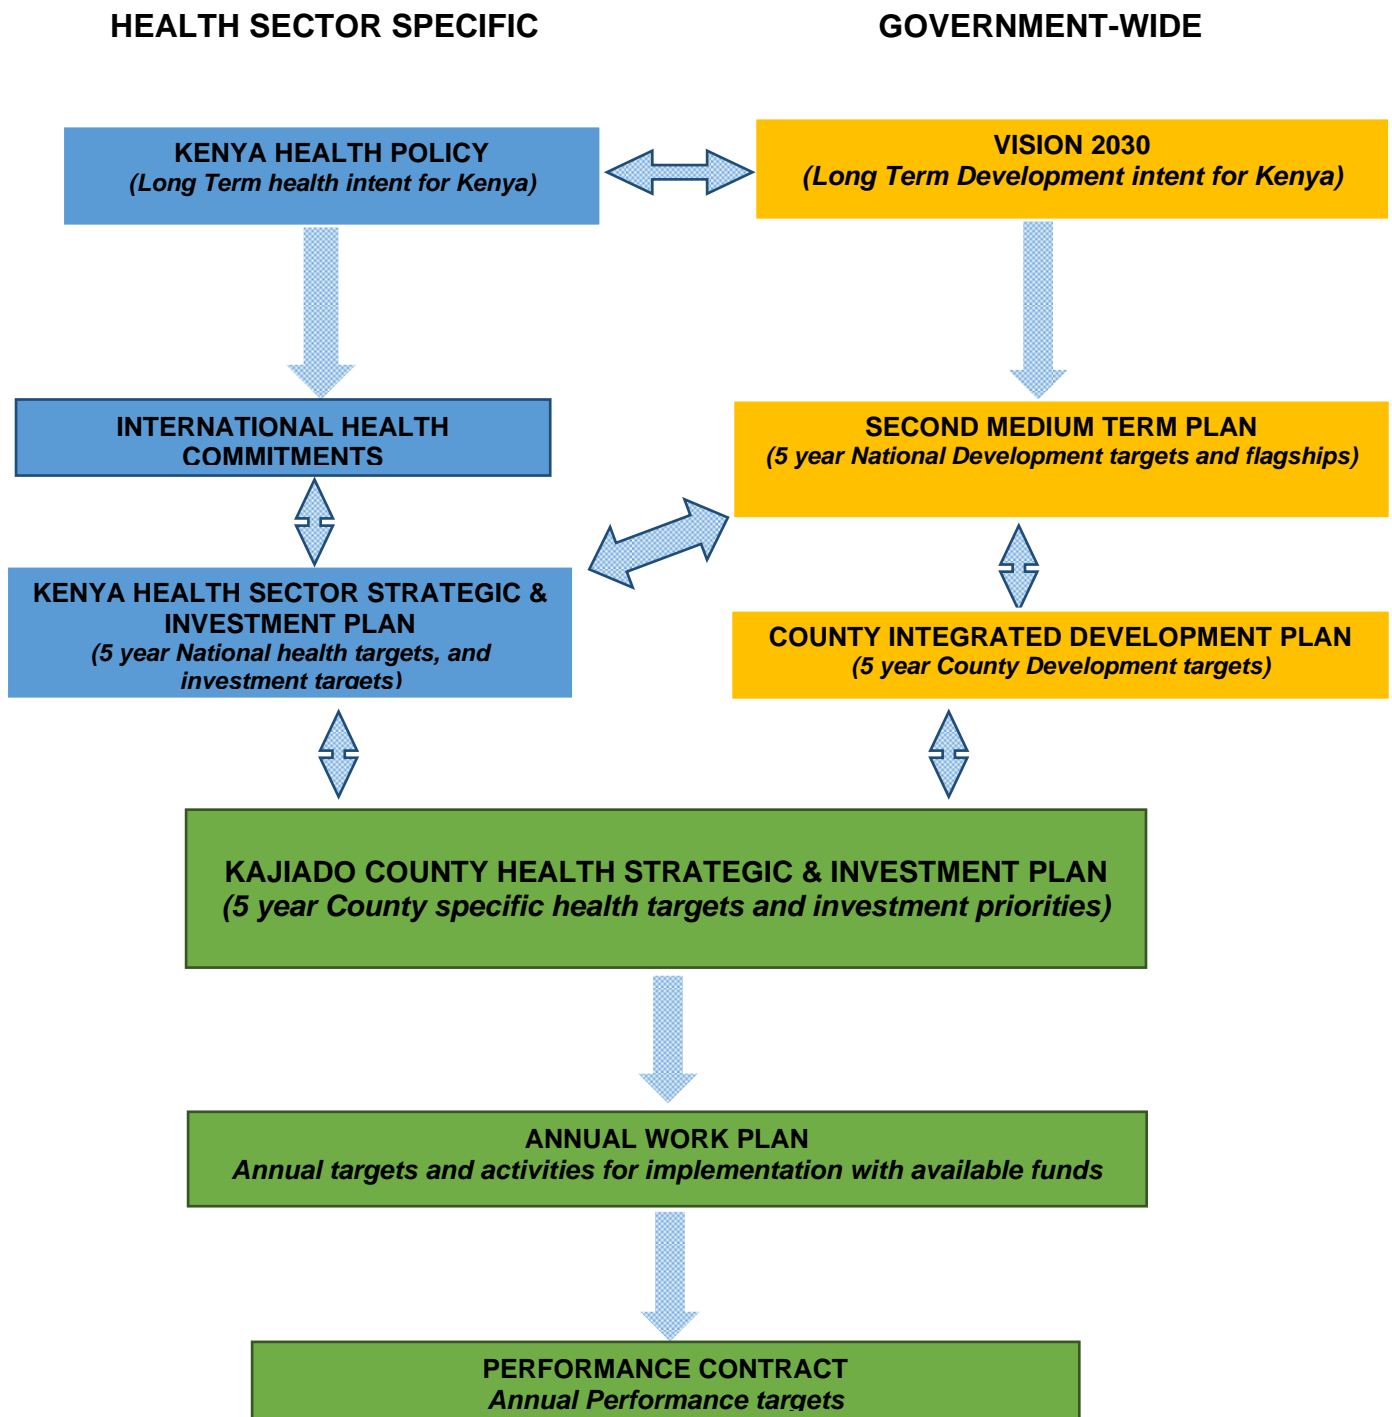 HEALTH SECTOR SPECIFIC
GOVERNMENT-WIDE
KENYA HEALTH POLICY
(Long Term health intent for Kenya)
VISION 2030
(Long Term Development intent for Kenya)
INTERNATIONAL HEALTH
COMMITMENTS
SECOND MEDIUM TERM PLAN
(5 year National Development targets and flagships)
KENYA HEALTH SECTOR STRATEGIC &
INVESTMENT PLAN
(5 year National health targets, and
investment targets)
COUNTY INTEGRATED DEVELOPMENT PLAN
(5 year County Development targets)
KAJIADO COUNTY HEALTH STRATEGIC & INVESTMENT PLAN
(5 year County specific health targets and investment priorities)
ANNUAL WORK PLAN
Annual targets and activities for implementation with available funds
PERFORMANCE CONTRACT
Annual Performance targets